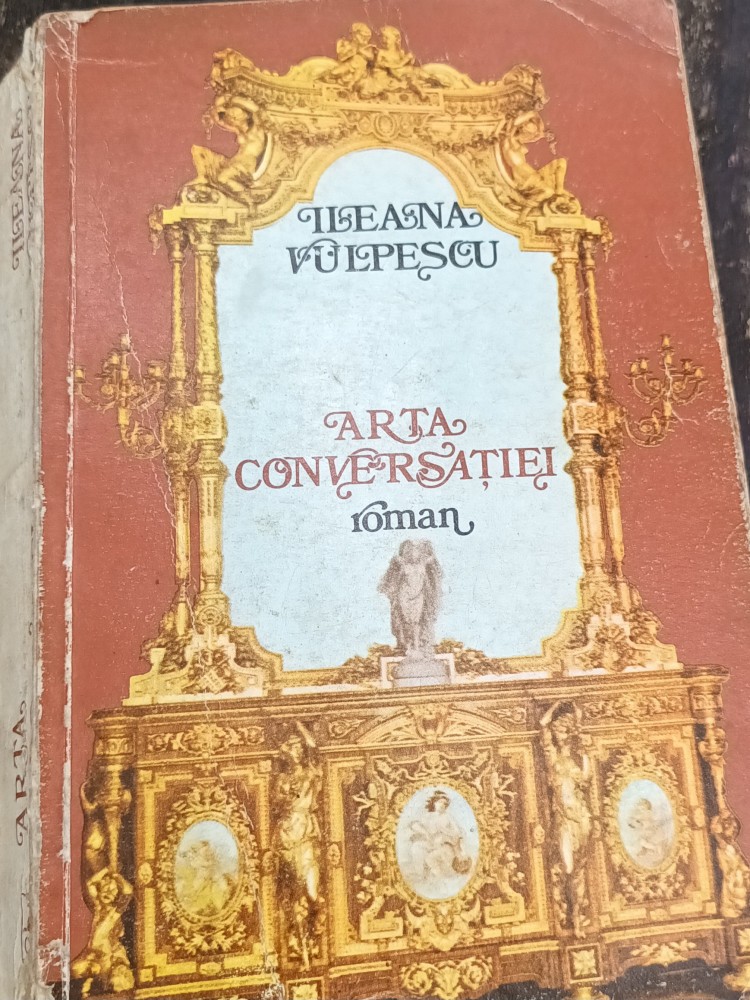 ILEANA
VULPESCU
ARTA
CONVERSAȚIEI
roman
ILEANA
ARTA